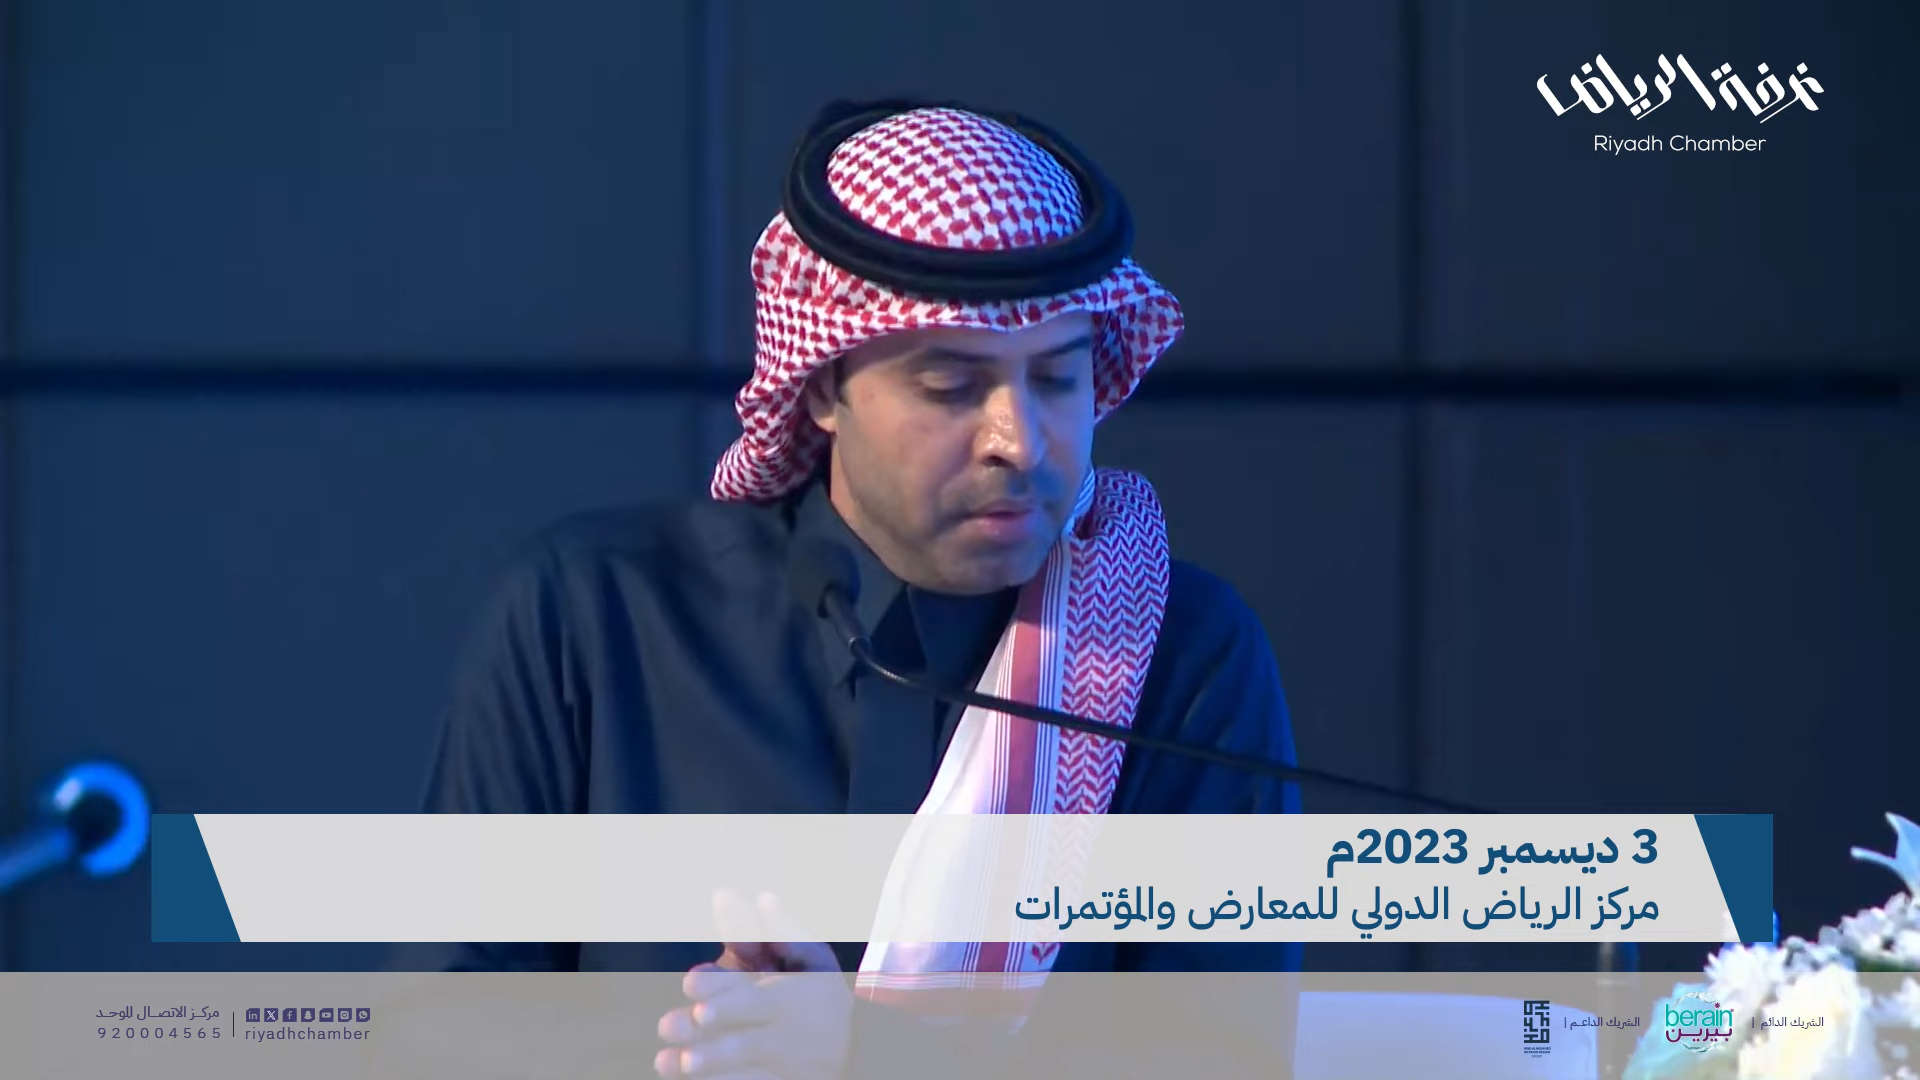 غرفة الرياض
Riyadh Chamber
3 ديسمبر 2023م
مركز الرياض الدولي للمعارض والمؤتمرات
مركز الاتصال الموحد
920004565
riyadhchamber
الشريك الداعم |
berain
بيرين
الشريك الدائم |